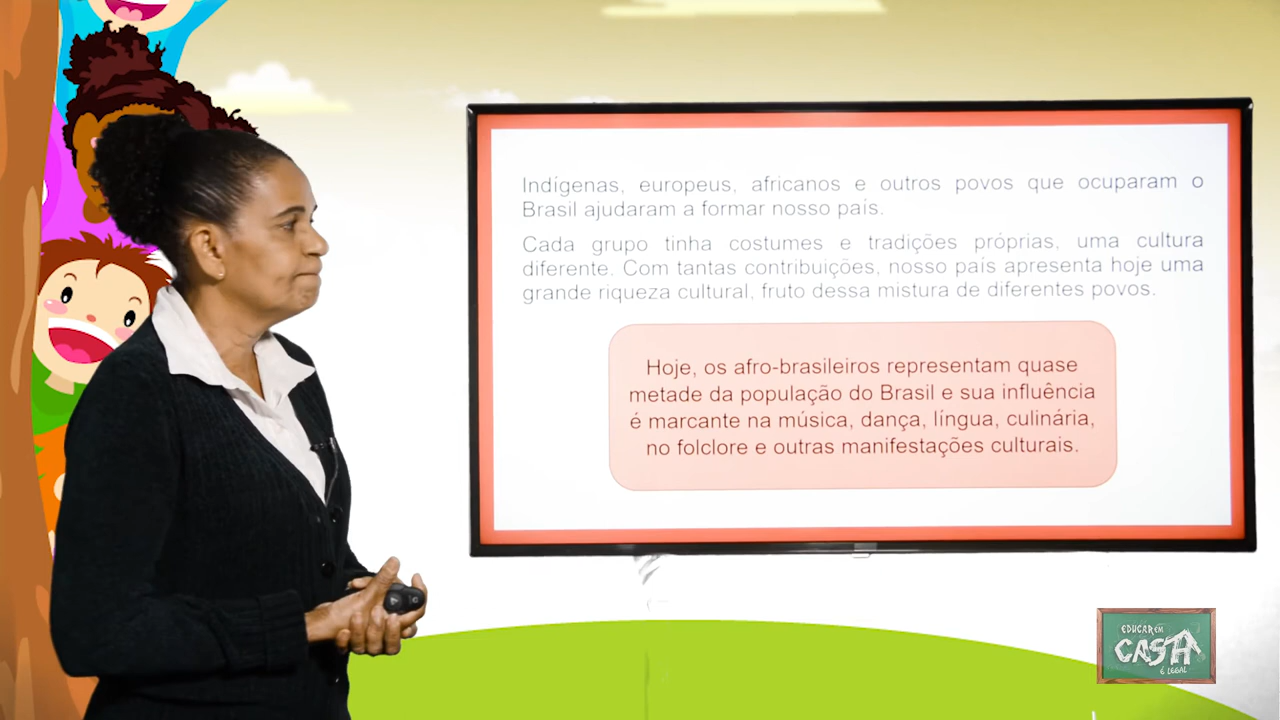 Indígenas, europeus, africanos e outros povos que ocuparam o
Brasil ajudaram a formar nosso país.
Cada grupo tinha costumes e tradições próprias, uma cultura
diferente. Com tantas contribuições, nosso país apresenta hoje uma
grande riqueza cultural, fruto dessa mistura de diferentes povos.
Hoje, os afro-brasileiros representam quase
metade da população do Brasil e sua influência
é marcante na música, dança, língua, culinária,
no folclore e outras manifestações culturais.
EDUCAR EM
CASA
É LEGAL